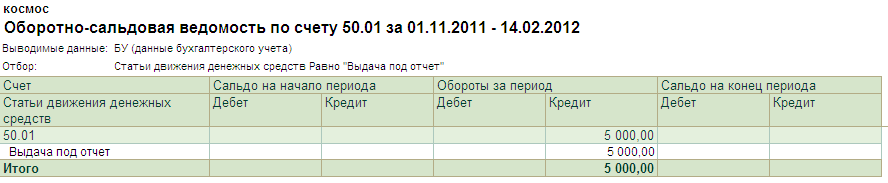 космос
Оборотно-сальдовая ведомость по счету 50.01 за 01.11.2011 - 14.02.2012
Выводимые данные: БУ (данные бухгалтерского учета)
Отбор: Статьи движения денежных средств Равно "Выдача под отчет"
Счет Сальдо на начало периода Обороты за период Сальдо на конец периода
Статьи движения денежных средств Дебет Кредит Дебет Кредит Дебет Кредит
50.01 5 000,00
Выдача под отчет 5 000,00
Итого 5 000,00